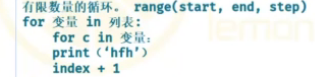 有限数量的循环。 range(start, end, step)
for 变量 in 列表:
for c in 变量:
print（‘hfh’）
index + 1
lemon